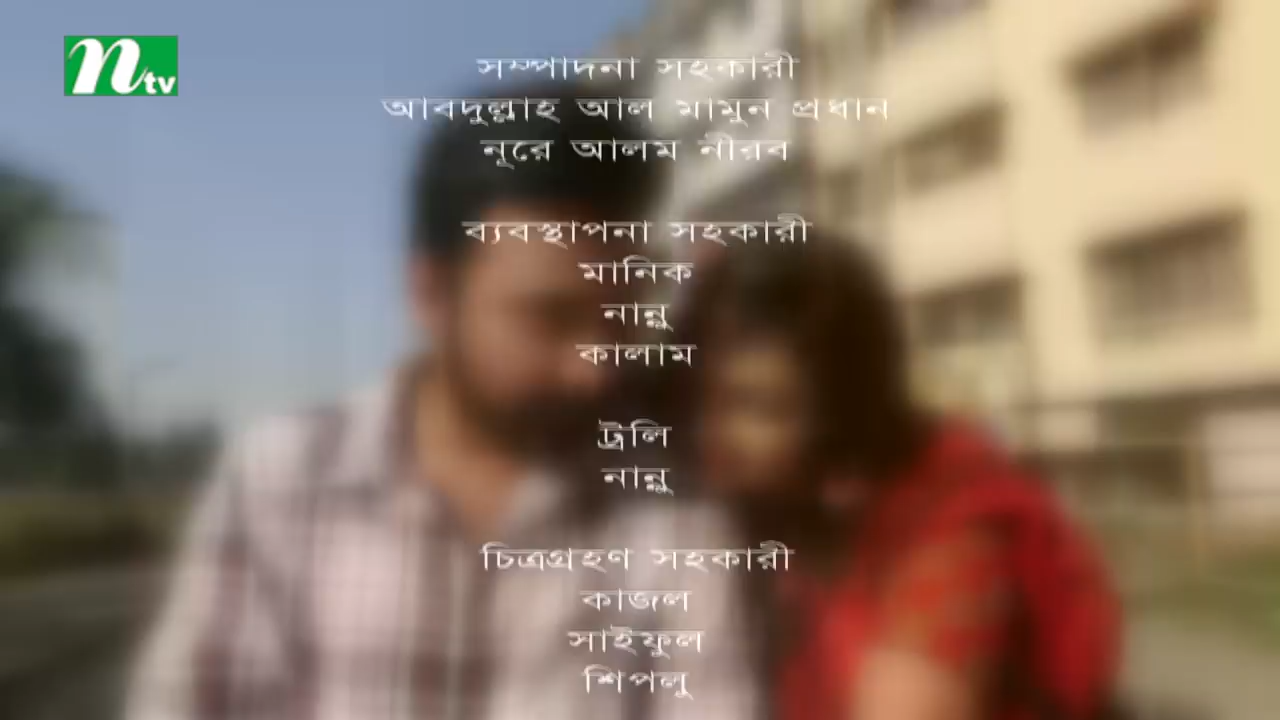 ntv
সম্পাদনা সহকারী
আবদুল্লাহ আল মামুন প্রধান
নূরে আলম নীরব
ব্যবস্থাপনা সহকারী
মানিক
নান্নু
কালাম
ট্রলি
নান্নু
চিত্রগ্রহণ সহকারী
কাজল
সাইফুল
শিপলু